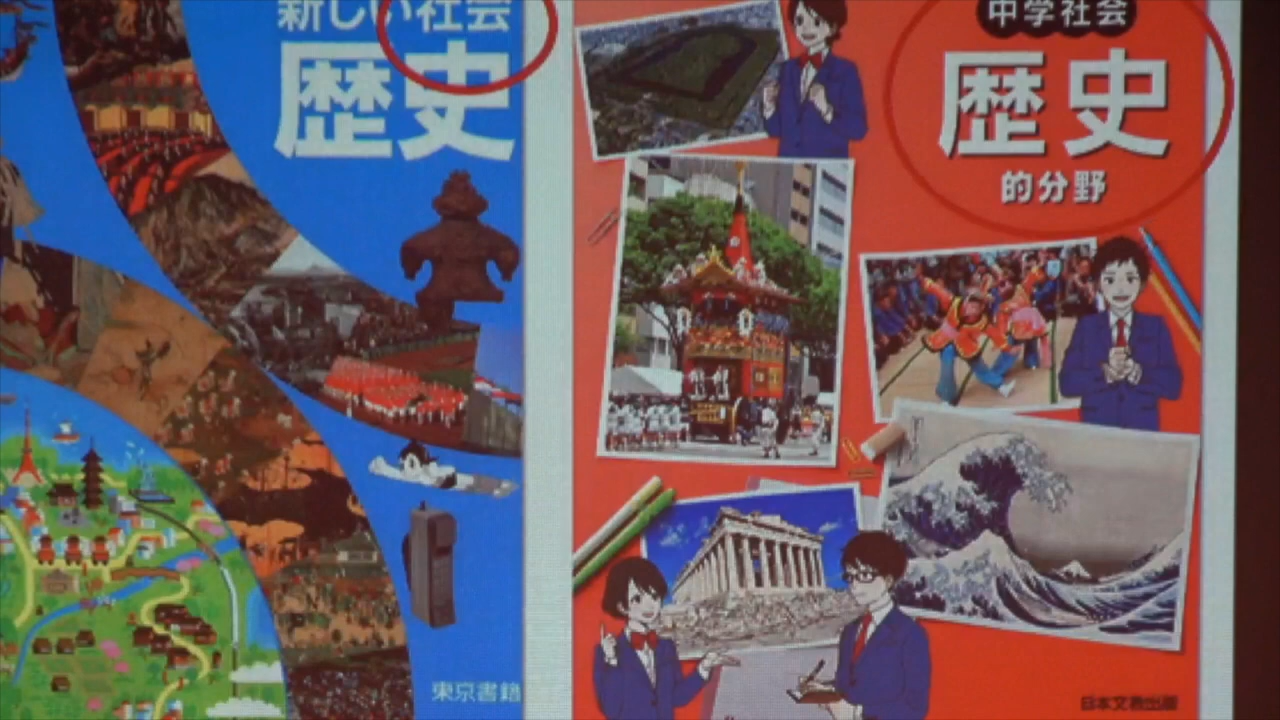 新しい社会
歴史
東京書籍
中学社会
歴史
的分野
日本文教出版